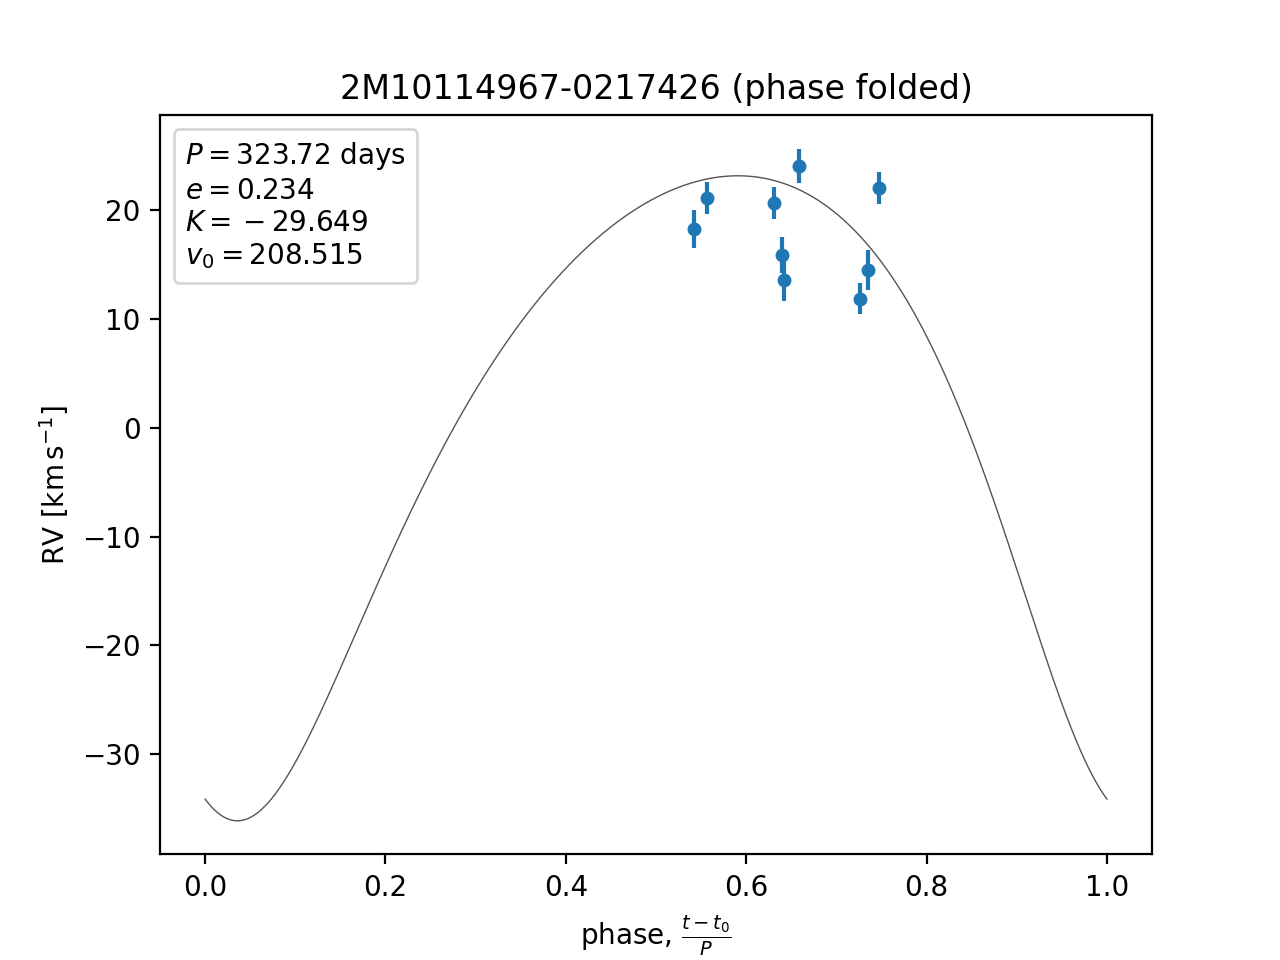 2M10114967-0217426 (phase folded)
P = 323.72 days
e = 0.234
K = −29.649
v₀ = 208.515
20
10
0
−10
−20
−30
RV [km s⁻¹]
0.0 0.2 0.4 0.6 0.8 1.0
phase, (t − t₀)/P